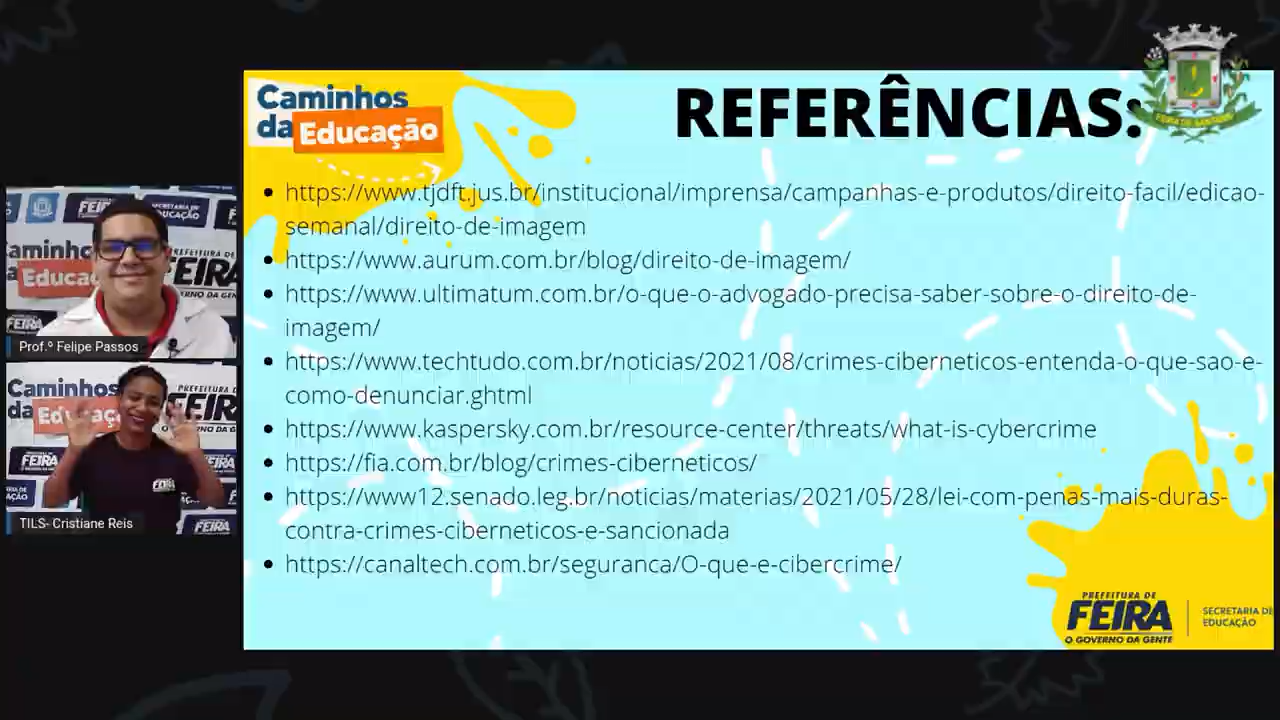 Caminhos
da Educação
REFERÊNCIAS:
FEIRA DE SANTANA
• https://www.tjdft.jus.br/institucional/imprensa/campanhas-e-produtos/direito-facil/edicao-
semanal/direito-de-imagem
• https://www.aurum.com.br/blog/direito-de-imagem/
• https://www.ultimatum.com.br/o-que-o-advogado-precisa-saber-sobre-o-direito-de-
imagem/
• https://www.techtudo.com.br/noticias/2021/08/crimes-ciberneticos-entenda-o-que-sao-e-
como-denunciar.ghtml
• https://www.kaspersky.com.br/resource-center/threats/what-is-cybercrime
• https://fia.com.br/blog/crimes-ciberneticos/
• https://www12.senado.leg.br/noticias/materias/2021/05/28/lei-com-penas-mais-duras-
contra-crimes-ciberneticos-e-sancionada
• https://canaltech.com.br/seguranca/O-que-e-cibercrime/
PREFEITURA DE
FEIRA
O GOVERNO DA GENTE
SECRETARIA DE
EDUCAÇÃO
Prof.º Felipe Passos
Caminhos
da
FEIRA
TILS- Cristiane Reis